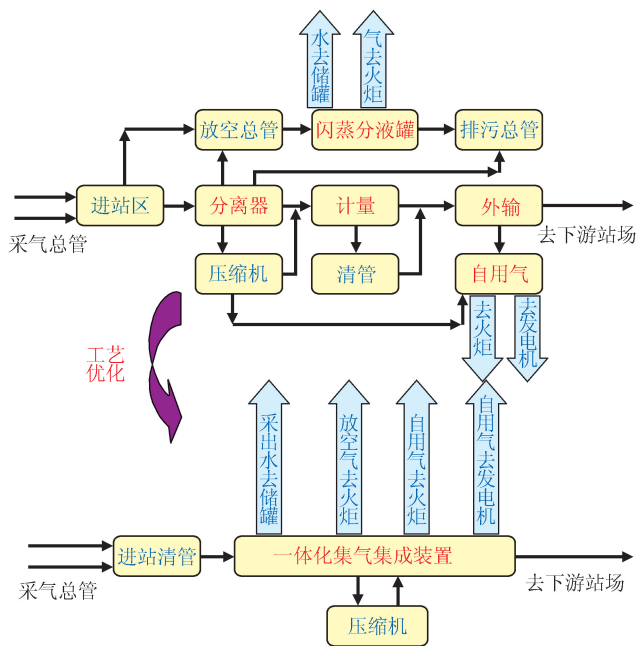 水去储罐
气去火炬
放空总管
闪蒸分液罐
排污总管
进站区
分离器
计量
外输
采气总管
去下游站场
压缩机
清管
自用气
去火炬
去发电机
工艺
优化
采出水去储罐
放空气去火炬
自用气去火炬
自用气去发电机
进站清管
一体化集气集成装置
采气总管
去下游站场
压缩机